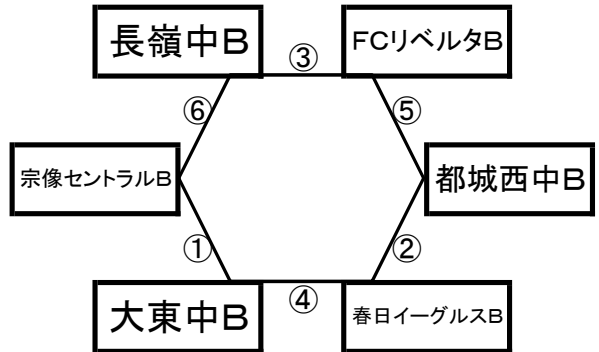 長嶺中B
FCリベルタB
③
⑥
⑤
宗像セントラルB
都城西中B
①
②
大東中B
④
春日イーグルスB